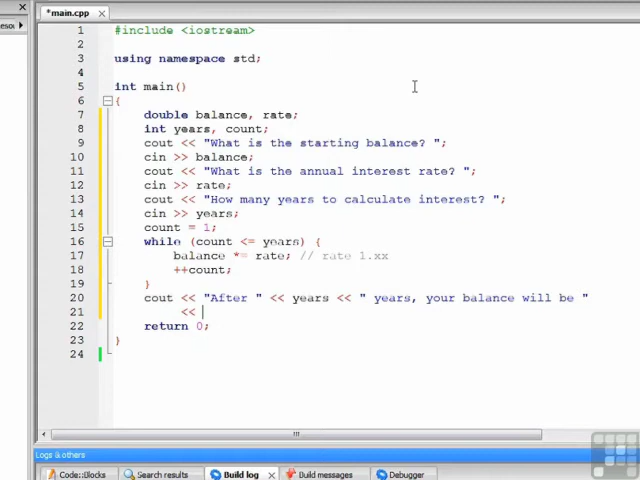 *main.cpp
esou
1 #include <iostream>
2
3 using namespace std;
4
5 int main()
6 {
7 double balance, rate;
8 int years, count;
9 cout << "What is the starting balance? ";
10 cin >> balance;
11 cout << "What is the annual interest rate? ";
12 cin >> rate;
13 cout << "How many years to calculate interest? ";
14 cin >> years;
15 count = 1;
16 while (count <= years) {
17 balance *= rate; // rate 1.xx
18 ++count;
19 }
20 cout << "After " << years << " years, your balance will be "
21 <<
22 return 0;
23 }
24
Logs & others
Code::Blocks Search results Build log Build messages Debugger